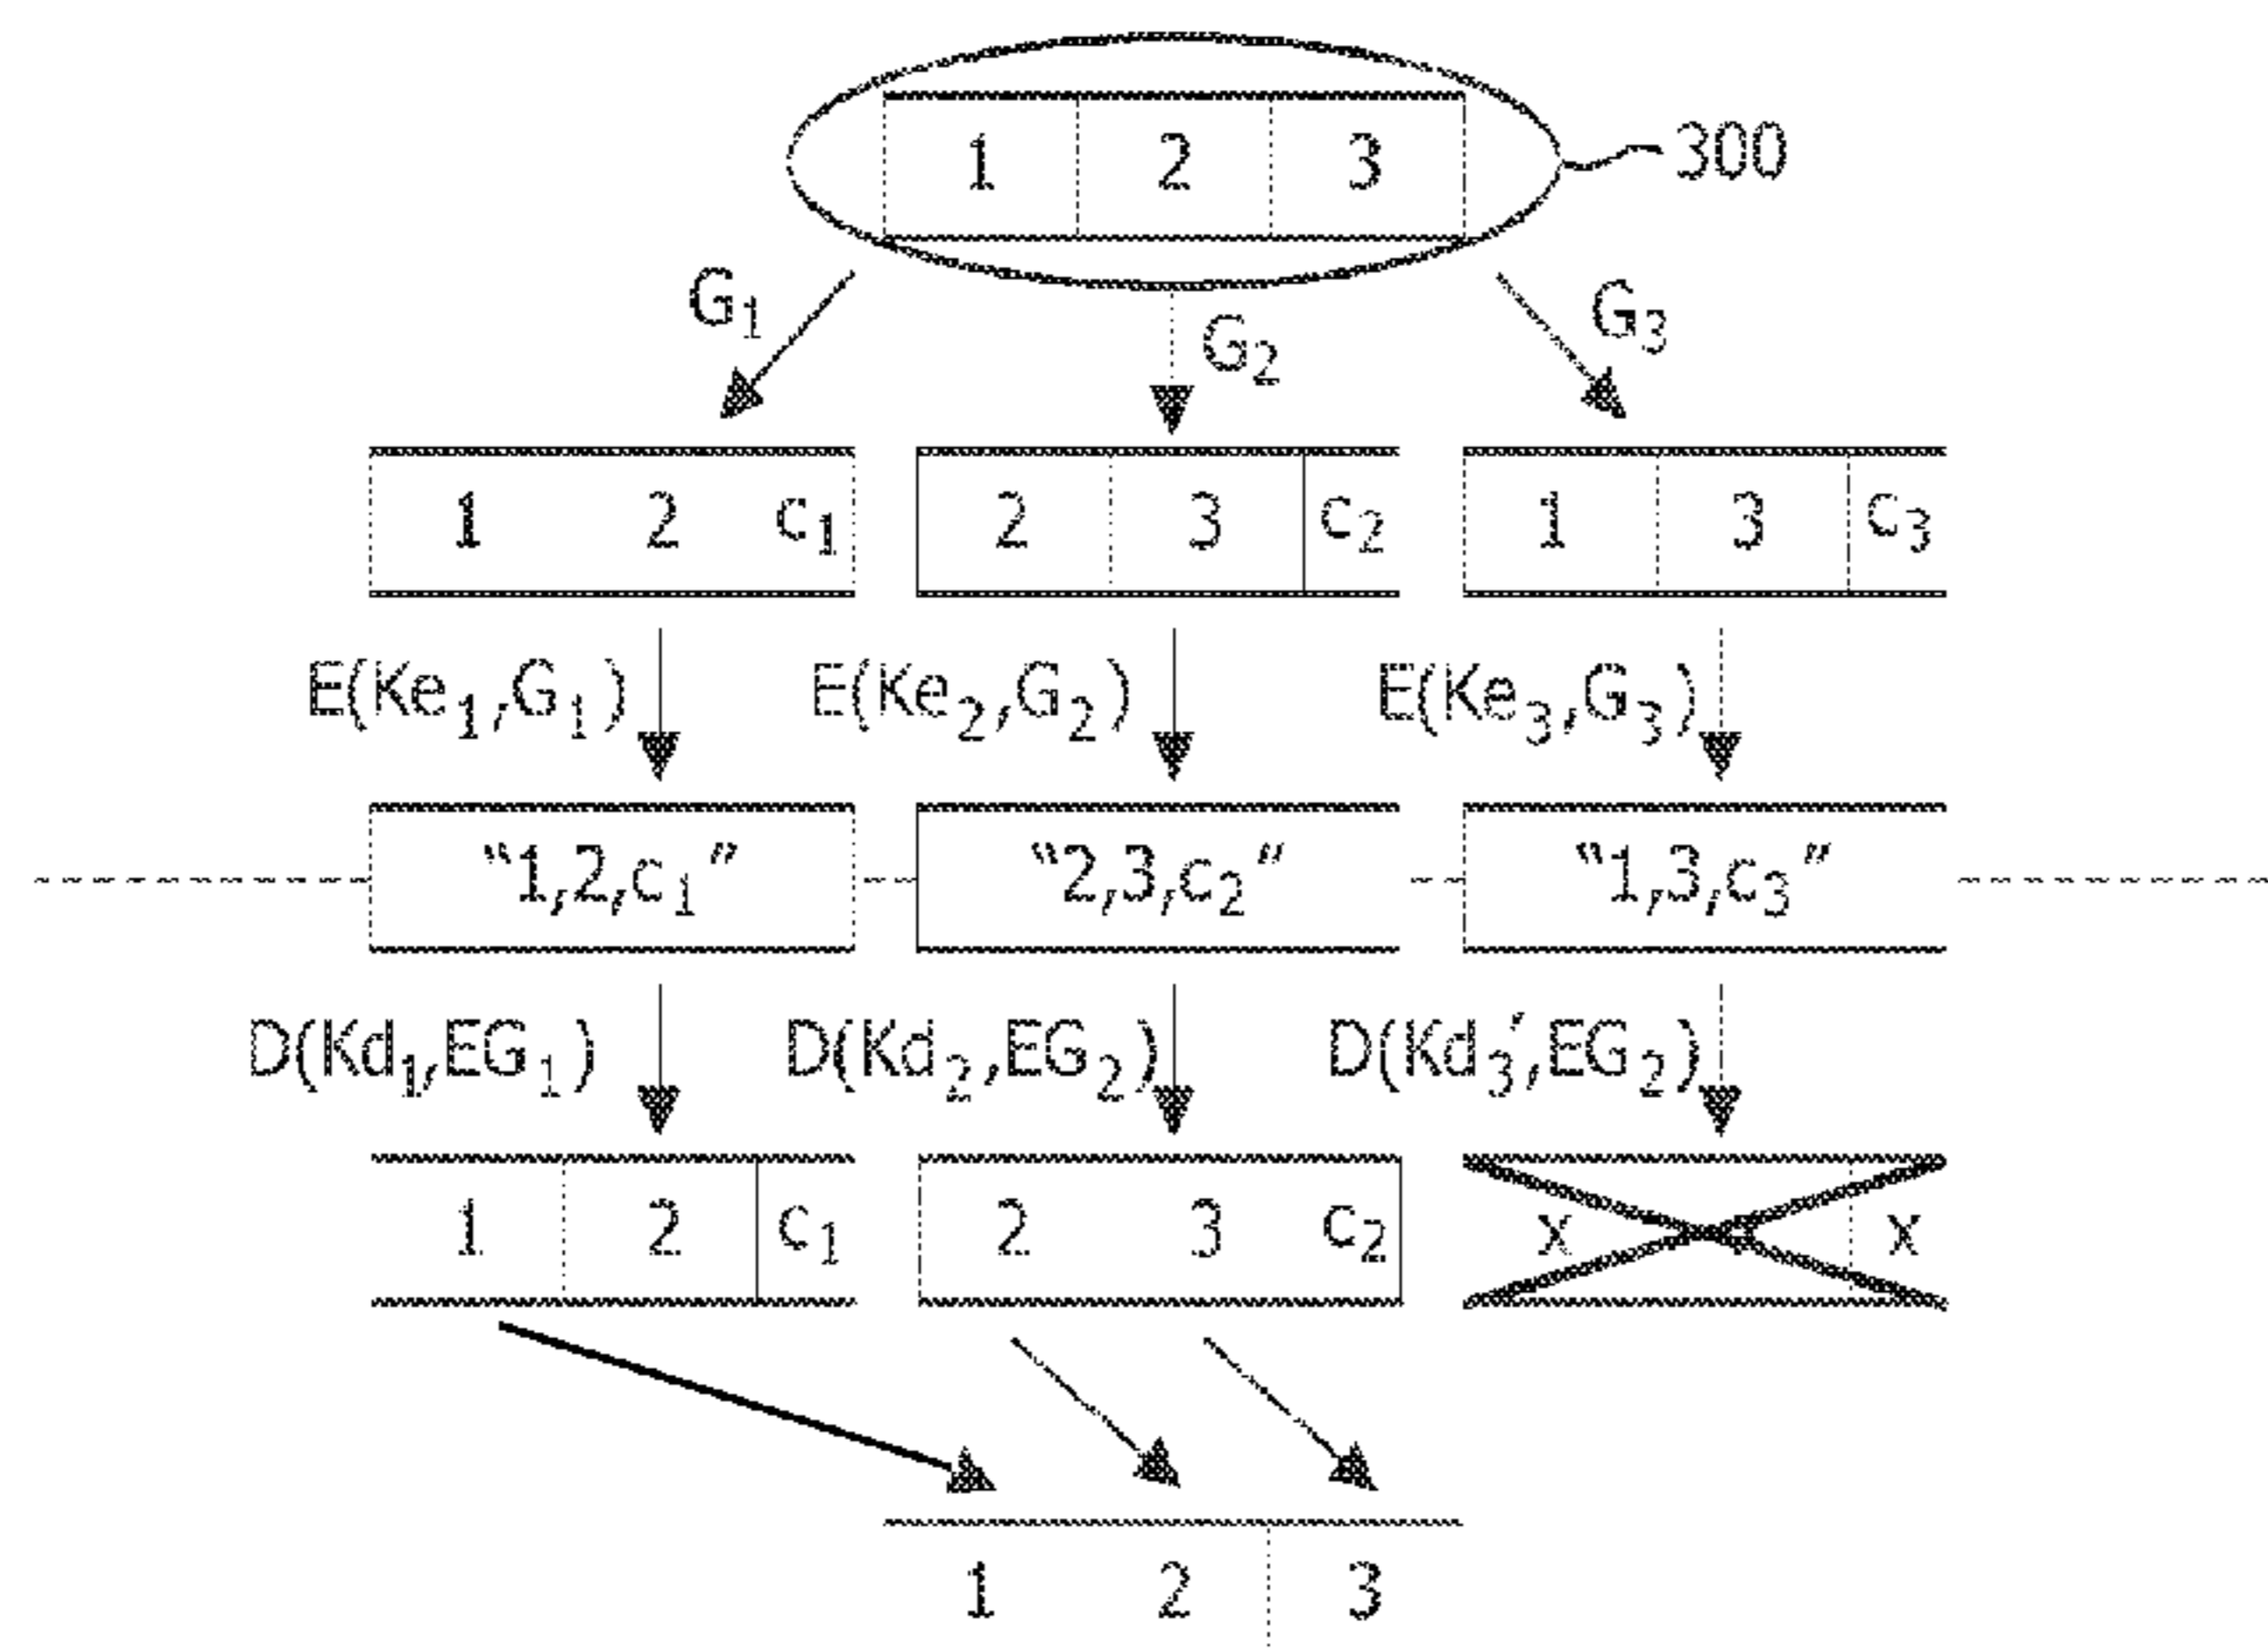 1 2 3 300
G1 G2 G3
1 2 c1 2 3 c2 1 3 c3
E(Ke1,G1) E(Ke2,G2) E(Ke3,G3)
“1,2,c1” “2,3,c2” “1,3,c3”
D(Kd1,EG1) D(Kd2,EG2) D(Kd3′,EG2)
1 2 c1 2 3 c2 x x
1 2 3